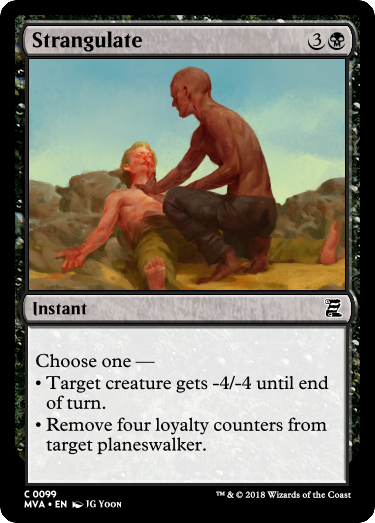 Strangulate 3
Instant
Choose one —
• Target creature gets -4/-4 until end
of turn.
• Remove four loyalty counters from
target planeswalker.
C 0099
MVA • EN JG Yoon
™ & © 2018 Wizards of the Coast